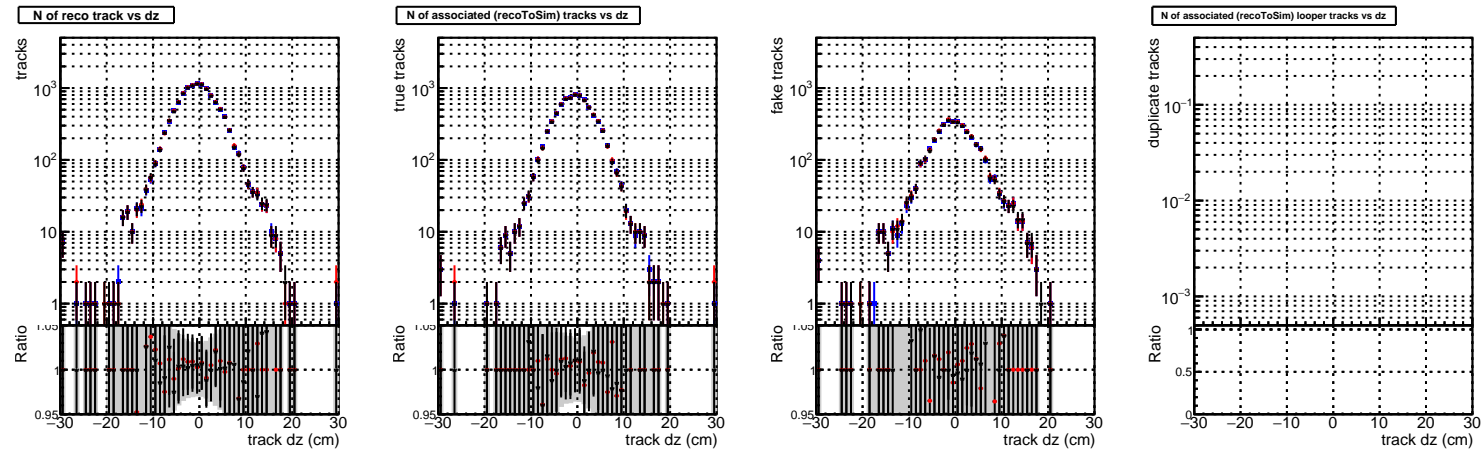 N of reco track vs dz
tracks
10³
10²
10
1
Ratio
1.05
1
0.95
−30 −20 −10 0 10 20 30
track dz (cm)
N of associated (recoToSim) tracks vs dz
true tracks
10³
10²
10
1
Ratio
1.05
1
0.95
−30 −20 −10 0 10 20 30
track dz (cm)
fake tracks
10³
10²
10
1
Ratio
1.05
1
0.95
−30 −20 −10 0 10 20 30
track dz (cm)
N of associated (recoToSim) looper tracks vs dz
duplicate tracks
10⁻¹
10⁻²
10⁻³
Ratio
1
0.5
0
−30 −20 −10 0 10 20 30
track dz (cm)